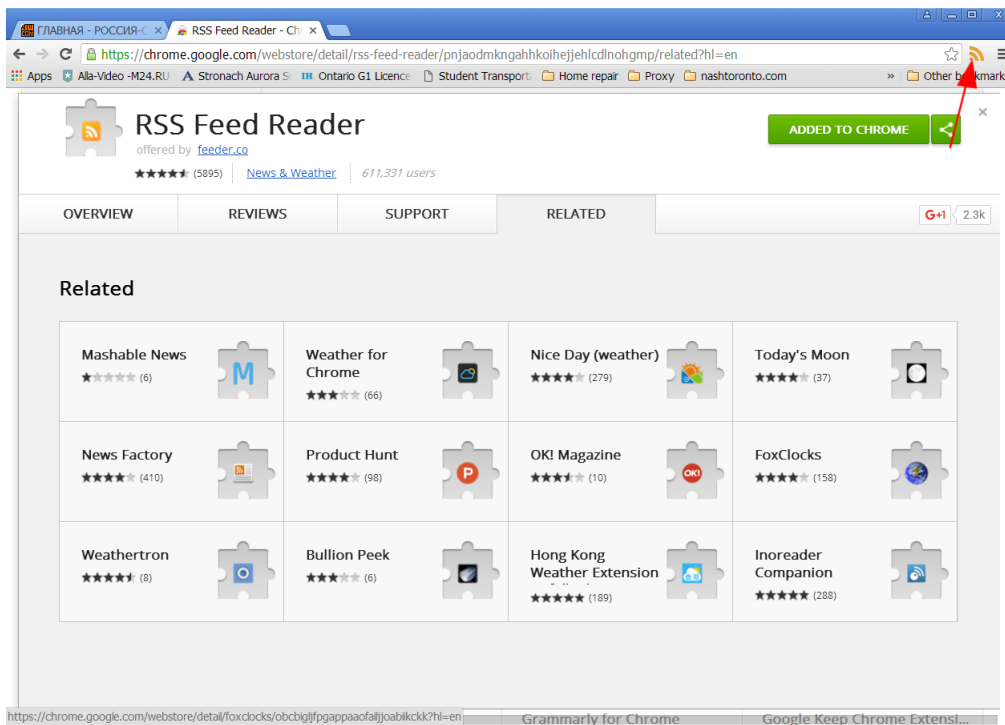 ГЛАВНАЯ - РОССИЯ-
RSS Feed Reader - Ch
https://chrome.google.com/webstore/detail/rss-feed-reader/pnjaodmkngahhkoihejjehlcdlnohgmp/related?hl=en
Apps Alla-Video -M24.RU Stronach Aurora S IH Ontario G1 Licence Student Transport Home repair Proxy nashtoronto.com » Other bookmark
RSS Feed Reader
offered by feeder.co
(5895) News & Weather 611,331 users
ADDED TO CHROME
OVERVIEW REVIEWS SUPPORT RELATED
G+1 2.3k
Related
Mashable News
(6)
Weather for
Chrome
(66)
Nice Day (weather)
(279)
Today's Moon
(37)
News Factory
(410)
Product Hunt
(98)
P
OK! Magazine
(10)
OK!
FoxClocks
(158)
Weathertron
(8)
Bullion Peek
(6)
Hong Kong
Weather Extension
(189)
Inoreader
Companion
(288)
https://chrome.google.com/webstore/detail/foxclocks/obcbigljfpgappaaofailjjoabiikckk?hl=en
Grammarly for Chrome
Google Keep Chrome Extensi...